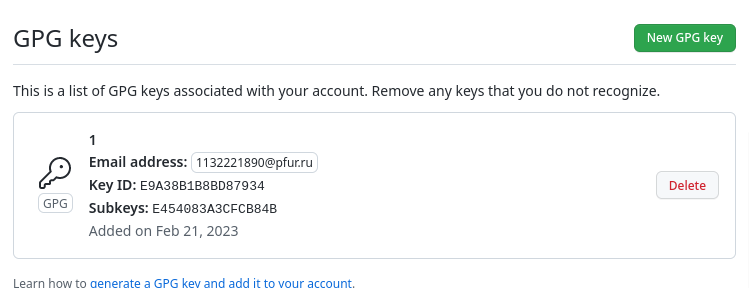 GPG keys
New GPG key
This is a list of GPG keys associated with your account. Remove any keys that you do not recognize.
1
Email address: 1132221890@pfur.ru
Key ID: E9A38B1B8BD87934
GPG
Subkeys: E454083A3CFCB84B
Delete
Added on Feb 21, 2023
Learn how to generate a GPG key and add it to your account.